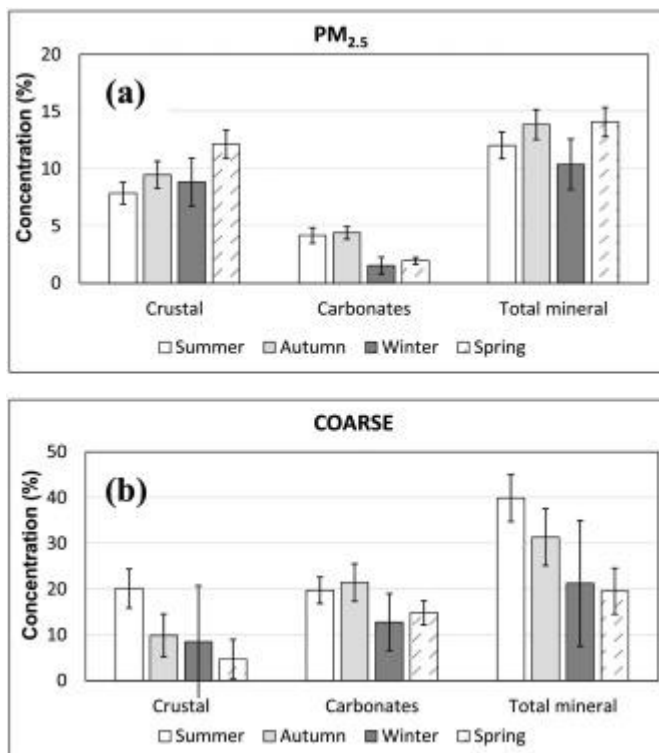 PM2.5
20
(a)
15
10
5
0
Concentration (%)
Crustal Carbonates Total mineral
Summer Autumn Winter Spring
COARSE
50
(b)
40
30
20
10
0
Concentration (%)
Crustal Carbonates Total mineral
Summer Autumn Winter Spring